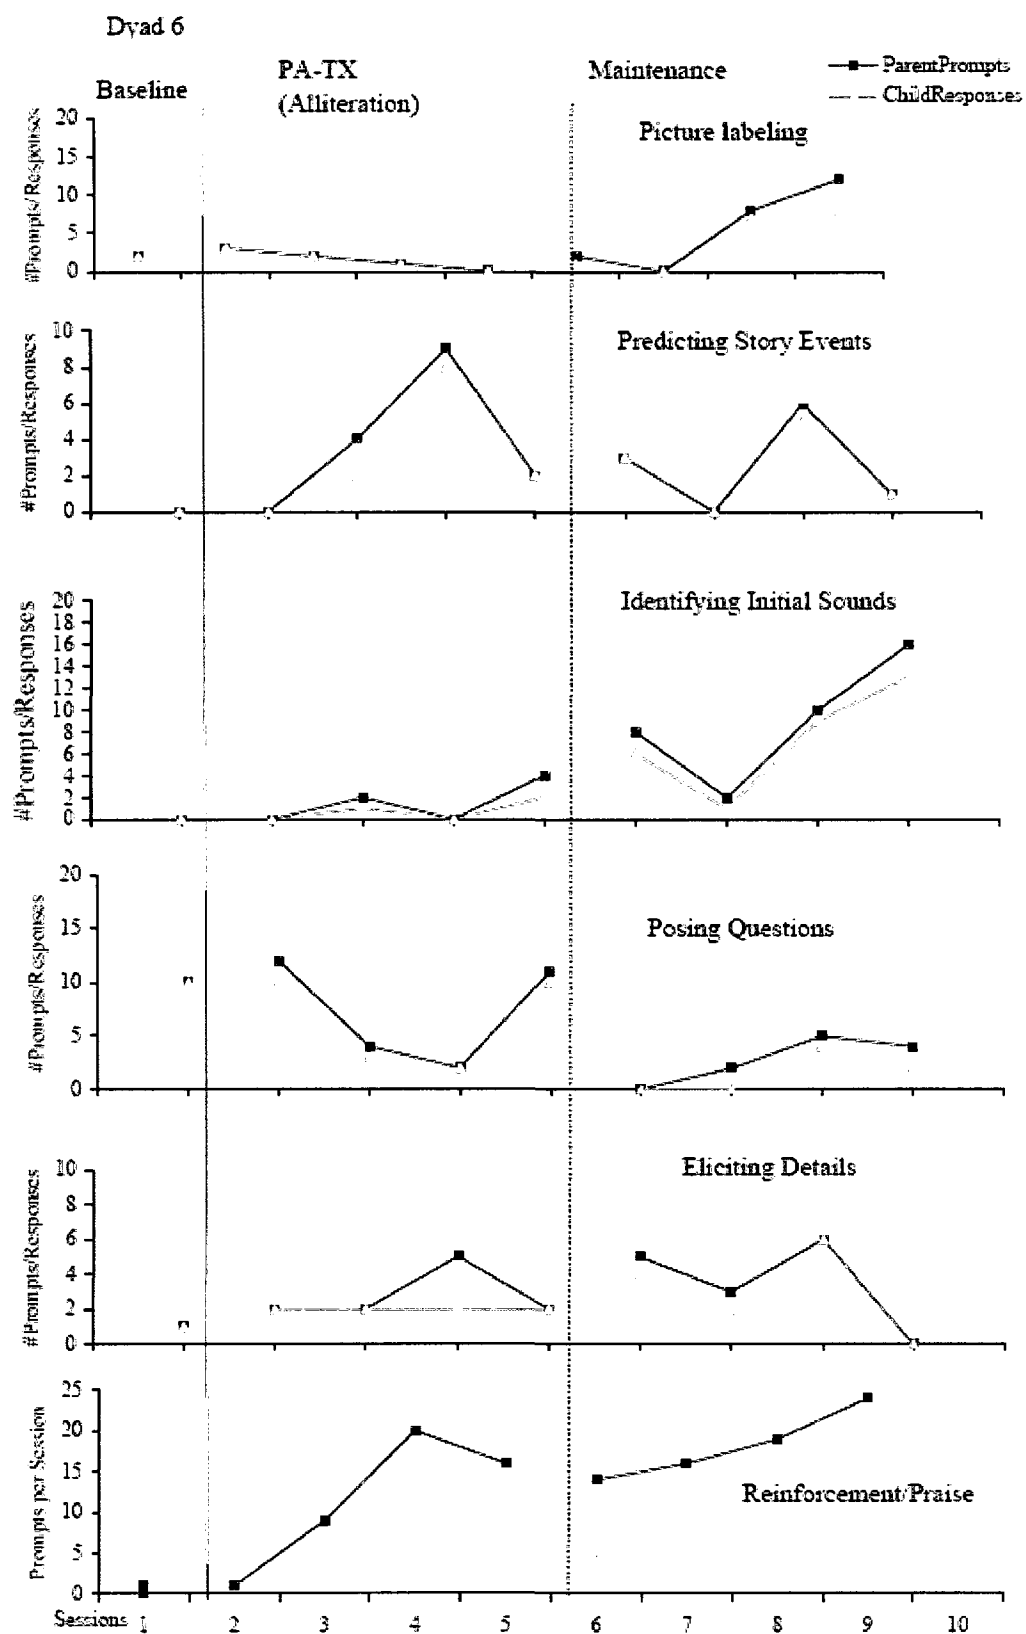 Dyad 6
Baseline
PA-TX
(Alliteration)
Maintenance
ParentPrompts
ChildResponses
#Prompts/Responses
20
15
10
5
0
Picture labeling
#Prompts/Responses
10
8
6
4
2
0
Predicting Story Events
#Prompts/Responses
20
18
16
14
12
10
8
6
4
2
0
Identifying Initial Sounds
#Prompts/Responses
20
15
10
5
0
Posing Questions
#Prompts/Responses
10
8
6
4
2
0
Eliciting Details
Prompts per Session
25
20
15
10
5
0
Reinforcement/Praise
Sessions 1 2 3 4 5 6 7 8 9 10